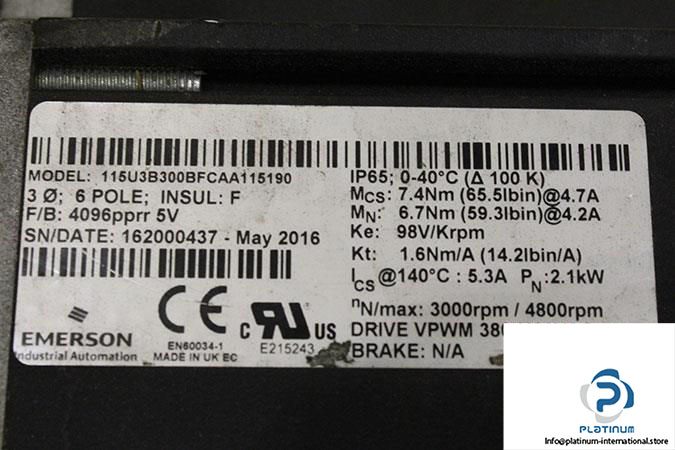 MODEL: 115U3B300BFCAA115190
3 Ø; 6 POLE; INSUL: F
F/B: 4096pprr 5V
SN/DATE: 162000437 - May 2016
EMERSON
Industrial Automation
CE
EN60034-1
MADE IN UK EC
c RU US
E215243
IP65; 0-40°C (Δ 100 K)
MCS: 7.4Nm (65.5lbin)@4.7A
MN: 6.7Nm (59.3lbin)@4.2A
Ke: 98V/Krpm
Kt: 1.6Nm/A (14.2lbin/A)
ICS @140°C : 5.3A PN:2.1kW
nN/max: 3000rpm / 4800rpm
DRIVE VPWM
BRAKE: N/A
PLATINUM
Info@platinum-international.store